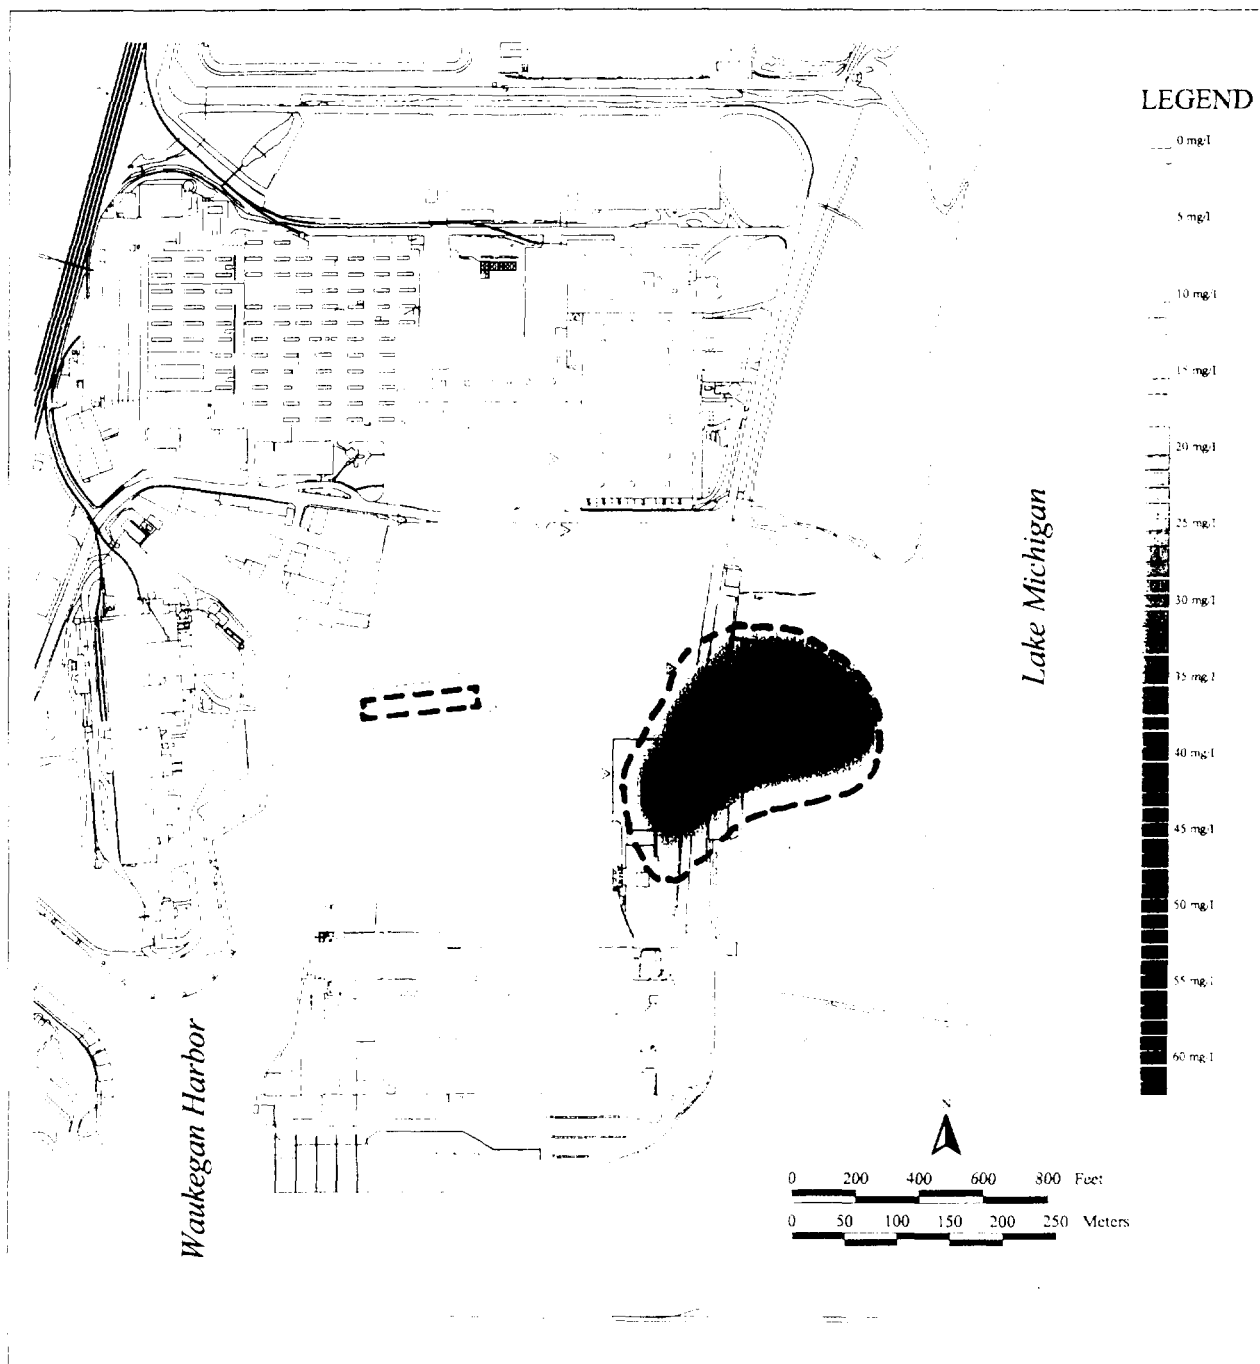 LEGEND
0 mg/l
5 mg/l
10 mg/l
15 mg/l
20 mg/l
25 mg/l
30 mg/l
35 mg/l
40 mg/l
45 mg/l
50 mg/l
55 mg/l
60 mg/l
Lake Michigan
Waukegan Harbor
N
0 200 400 600 800 Feet
0 50 100 150 200 250 Meters